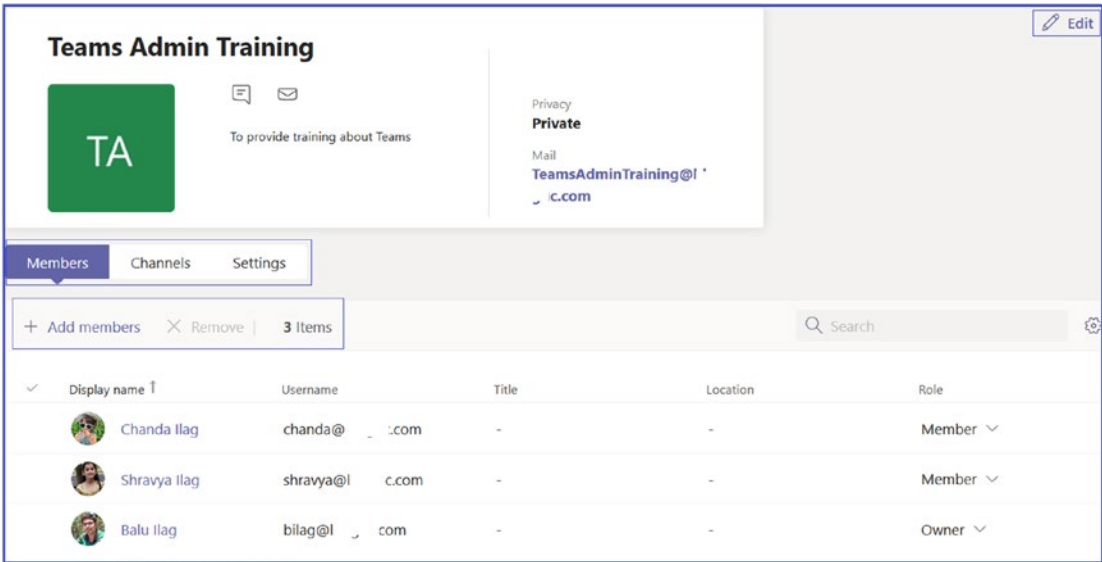 Edit
Teams Admin Training
TA
To provide training about Teams
Privacy
Private
Mail
TeamsAdminTraining@l
c.com
Members Channels Settings
+ Add members × Remove | 3 Items
Search
Display name ↑ Username Title Location Role
Chanda Ilag chanda@ .com - - Member
Shravya Ilag shravya@l c.com - - Member
Balu Ilag bilag@l com - - Owner